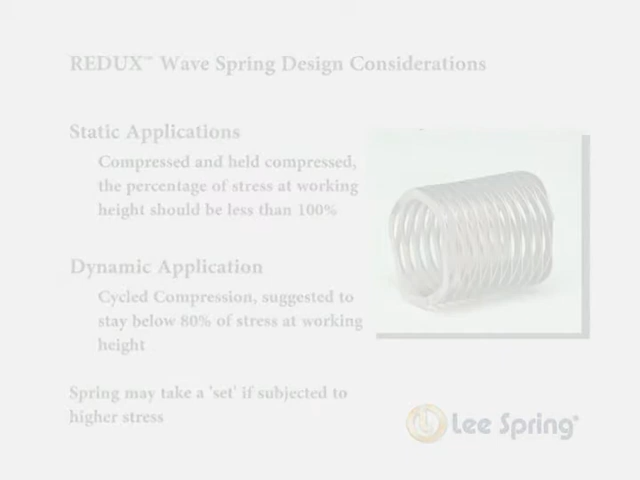 REDUX™ Wave Spring Design Considerations
Static Applications
Compressed and held compressed,
the percentage of stress at working
height should be less than 100%
Dynamic Application
Cycled Compression, suggested to
stay below 80% of stress at working
height
Spring may take a 'set' if subjected to
higher stress
Lee Spring®